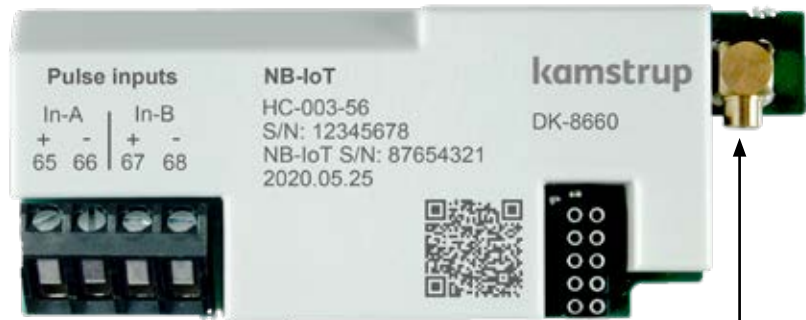 Pulse inputs
In-A In-B
+ - + -
65 66 67 68
NB-IoT
HC-003-56
S/N: 12345678
NB-IoT S/N: 87654321
2020.05.25
kamstrup
DK-8660